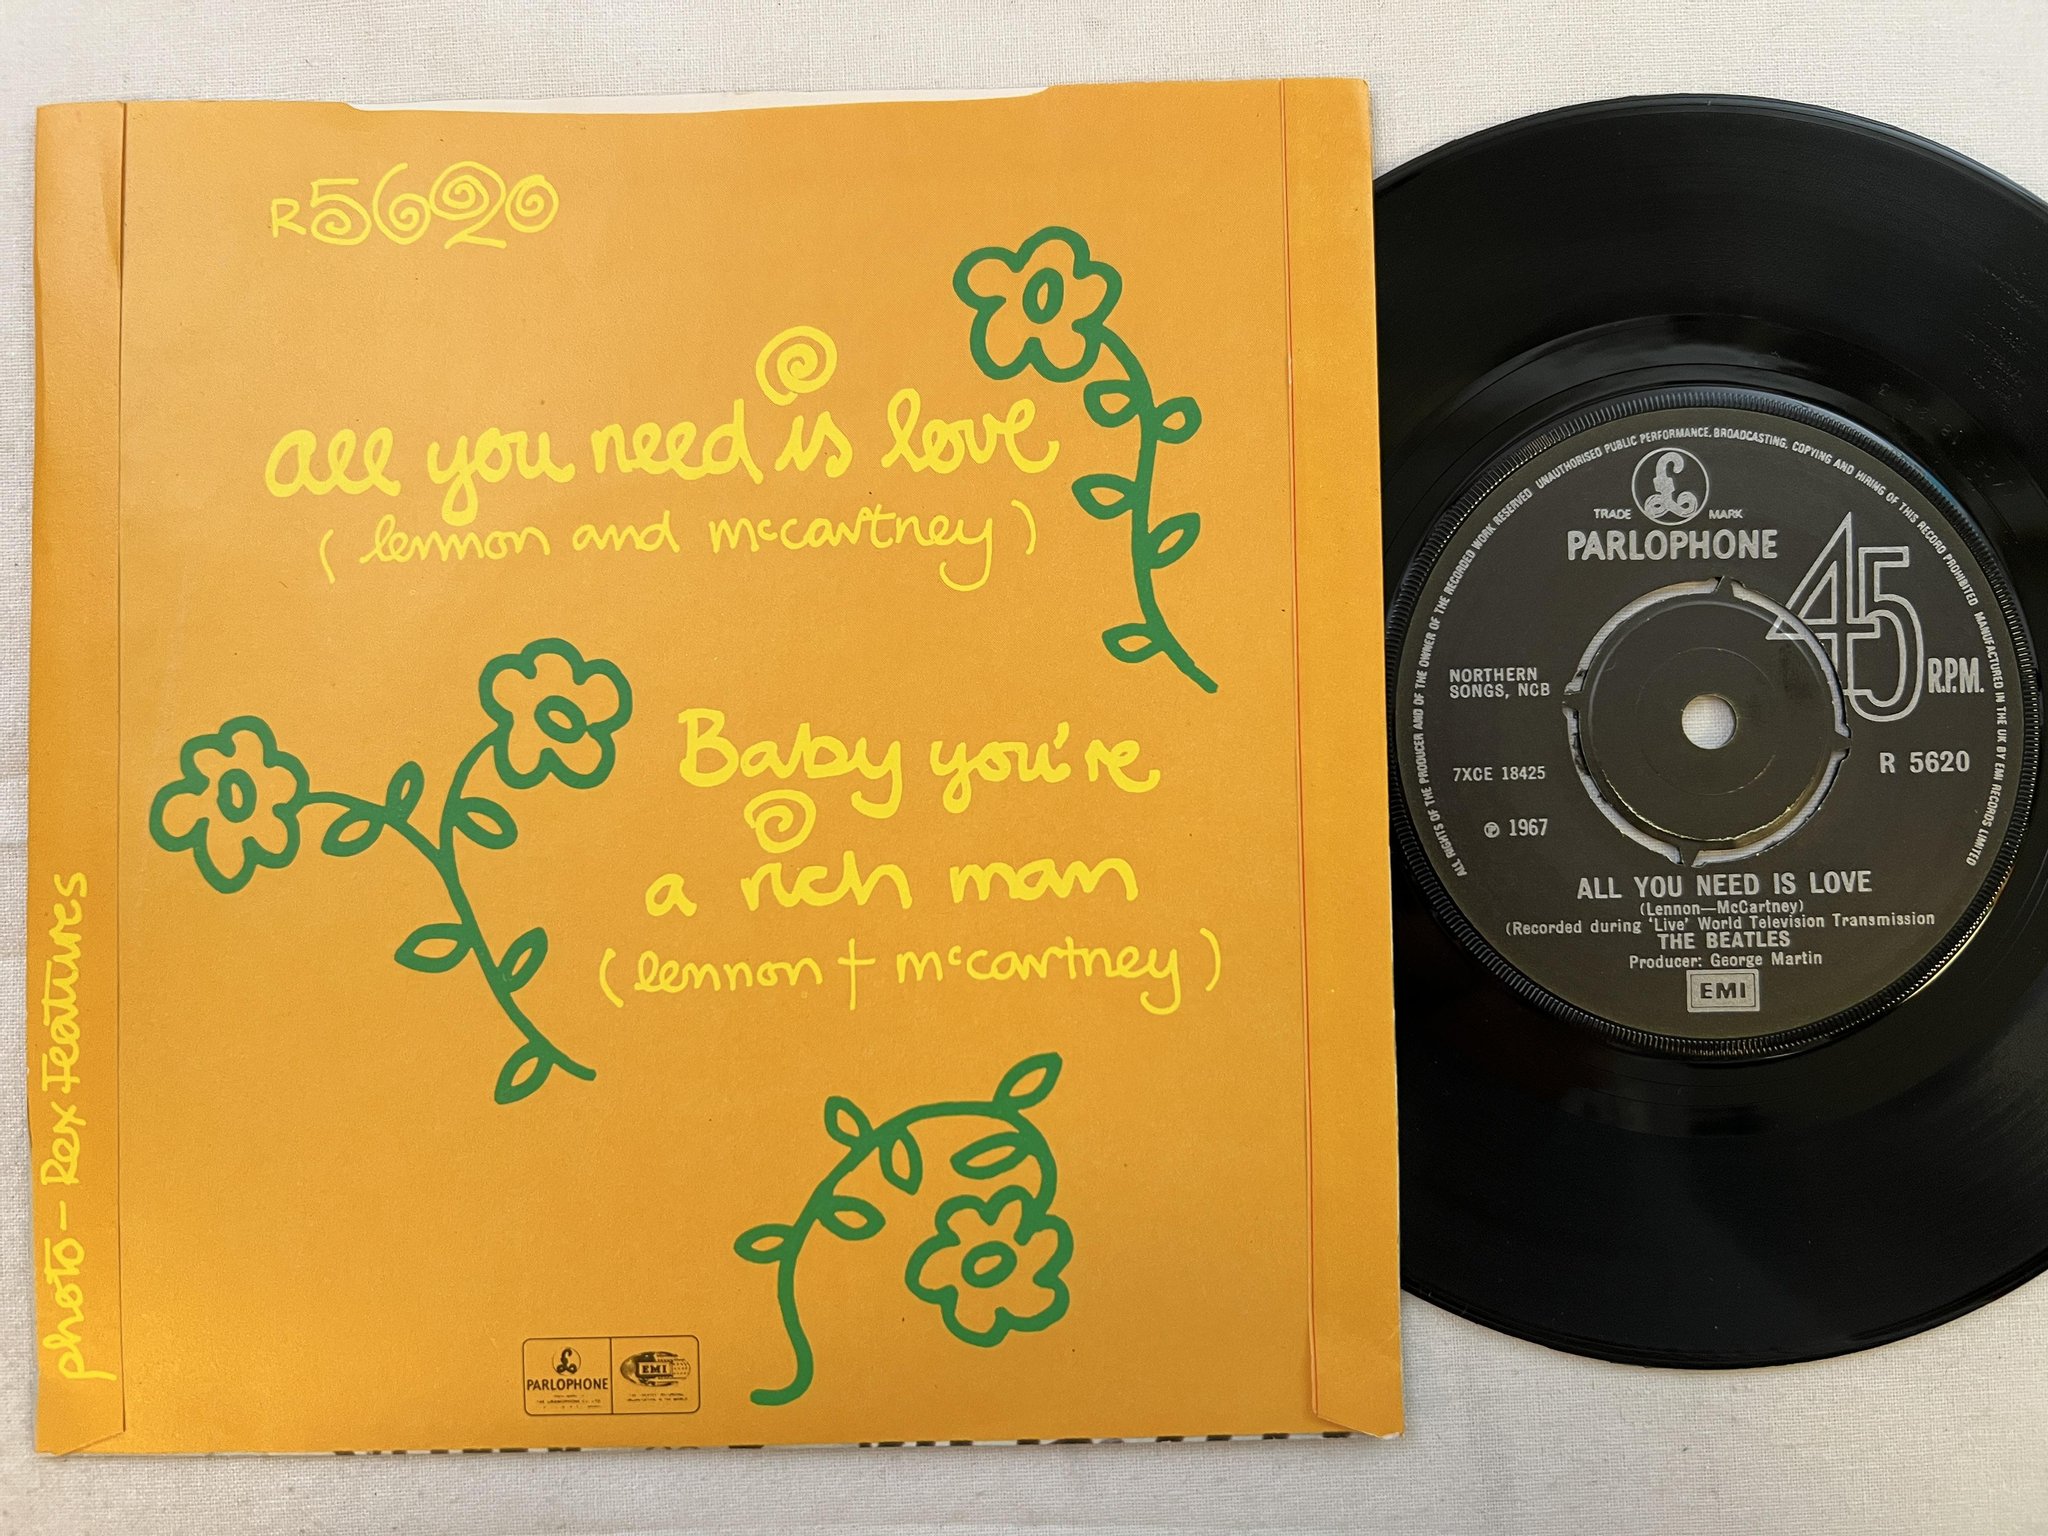 R5620
all you need is love
(lennon and mccartney)
Baby you're
a rich man
(lennon + mccartney)
photo - Rex Features
PARLOPHONE
EMI
ALL RIGHTS OF THE PRODUCER AND OF THE OWNER OF THE RECORDED WORK RESERVED UNAUTHORISED PUBLIC PERFORMANCE, BROADCASTING, COPYING AND HIRING OF THIS RECORD PROHIBITED MANUFACTURED IN THE UK BY EMI RECORDS LIMITED
TRADE MARK
PARLOPHONE
45
R.P.M.
NORTHERN
SONGS, NCB
R 5620
7XCE 18425
℗ 1967
ALL YOU NEED IS LOVE
(Lennon—McCartney)
(Recorded during 'Live' World Television Transmission
THE BEATLES
Producer: George Martin
EMI